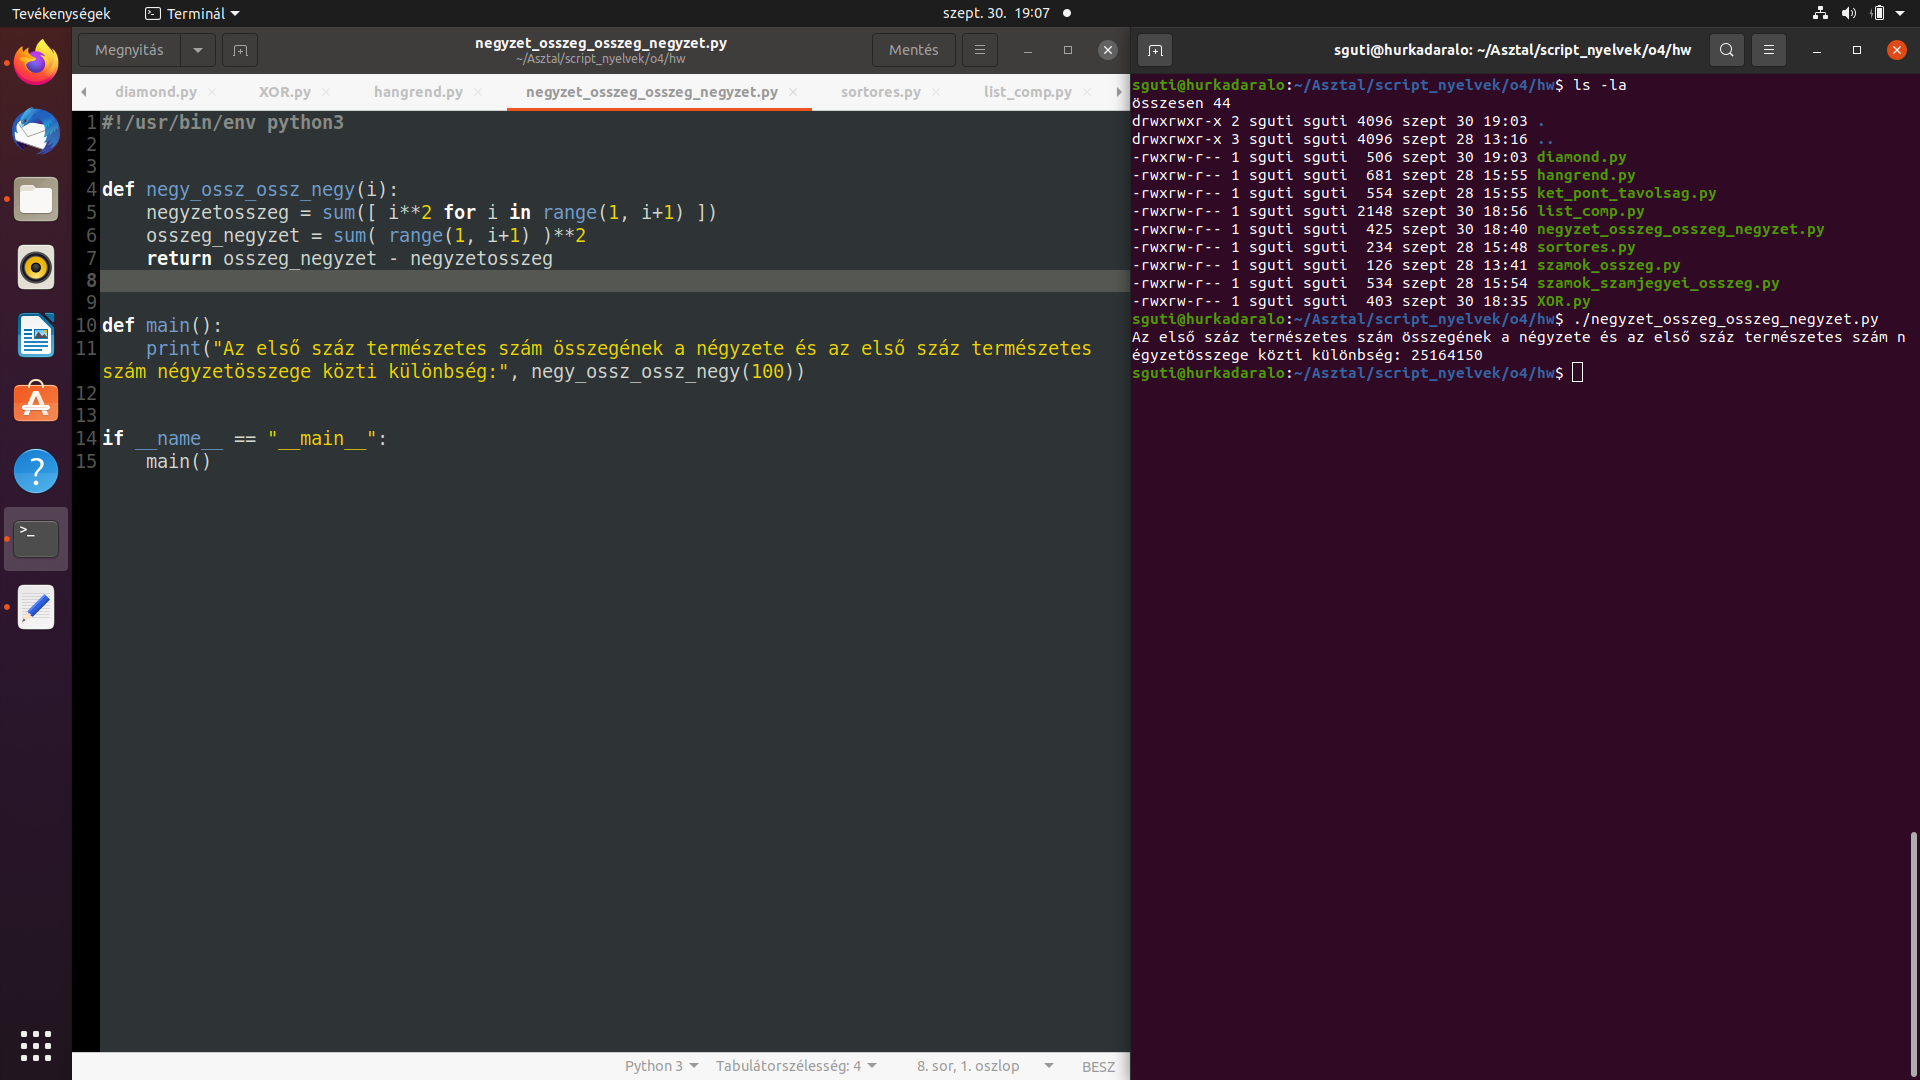 Tevékenységek
Terminál
szept. 30. 19:07
Megnyitás
negyzet_osszeg_osszeg_negyzet.py
~/Asztal/script_nyelvek/o4/hw
Mentés
diamond.py
XOR.py
hangrend.py
negyzet_osszeg_osszeg_negyzet.py
sortores.py
list_comp.py
1 #!/usr/bin/env python3
2
3
4 def negy_ossz_ossz_negy(i):
5     negyzetosszeg = sum([ i**2 for i in range(1, i+1) ])
6     osszeg_negyzet = sum( range(1, i+1) )**2
7     return osszeg_negyzet - negyzetosszeg
8
9
10 def main():
11     print("Az első száz természetes szám összegének a négyzete és az első száz természetes
szám négyzetösszege közti különbség:", negy_ossz_ossz_negy(100))
12
13
14 if __name__ == "__main__":
15     main()
Python 3
Tabulátorszélesség: 4
8. sor, 1. oszlop
BESZ
sguti@hurkadaralo: ~/Asztal/script_nyelvek/o4/hw
sguti@hurkadaralo:~/Asztal/script_nyelvek/o4/hw$ ls -la
összesen 44
drwxrwxr-x 2 sguti sguti 4096 szept 30 19:03 .
drwxrwxr-x 3 sguti sguti 4096 szept 28 13:16 ..
-rwxrw-r-- 1 sguti sguti  506 szept 30 19:03 diamond.py
-rwxrw-r-- 1 sguti sguti  681 szept 28 15:55 hangrend.py
-rwxrw-r-- 1 sguti sguti  554 szept 28 15:55 ket_pont_tavolsag.py
-rwxrw-r-- 1 sguti sguti 2148 szept 30 18:56 list_comp.py
-rwxrw-r-- 1 sguti sguti  425 szept 30 18:40 negyzet_osszeg_osszeg_negyzet.py
-rwxrw-r-- 1 sguti sguti  234 szept 28 15:48 sortores.py
-rwxrw-r-- 1 sguti sguti  126 szept 28 13:41 szamok_osszeg.py
-rwxrw-r-- 1 sguti sguti  534 szept 28 15:54 szamok_szamjegyei_osszeg.py
-rwxrw-r-- 1 sguti sguti  403 szept 30 18:35 XOR.py
sguti@hurkadaralo:~/Asztal/script_nyelvek/o4/hw$ ./negyzet_osszeg_osszeg_negyzet.py
Az első száz természetes szám összegének a négyzete és az első száz természetes szám n
égyzetösszege közti különbség: 25164150
sguti@hurkadaralo:~/Asztal/script_nyelvek/o4/hw$